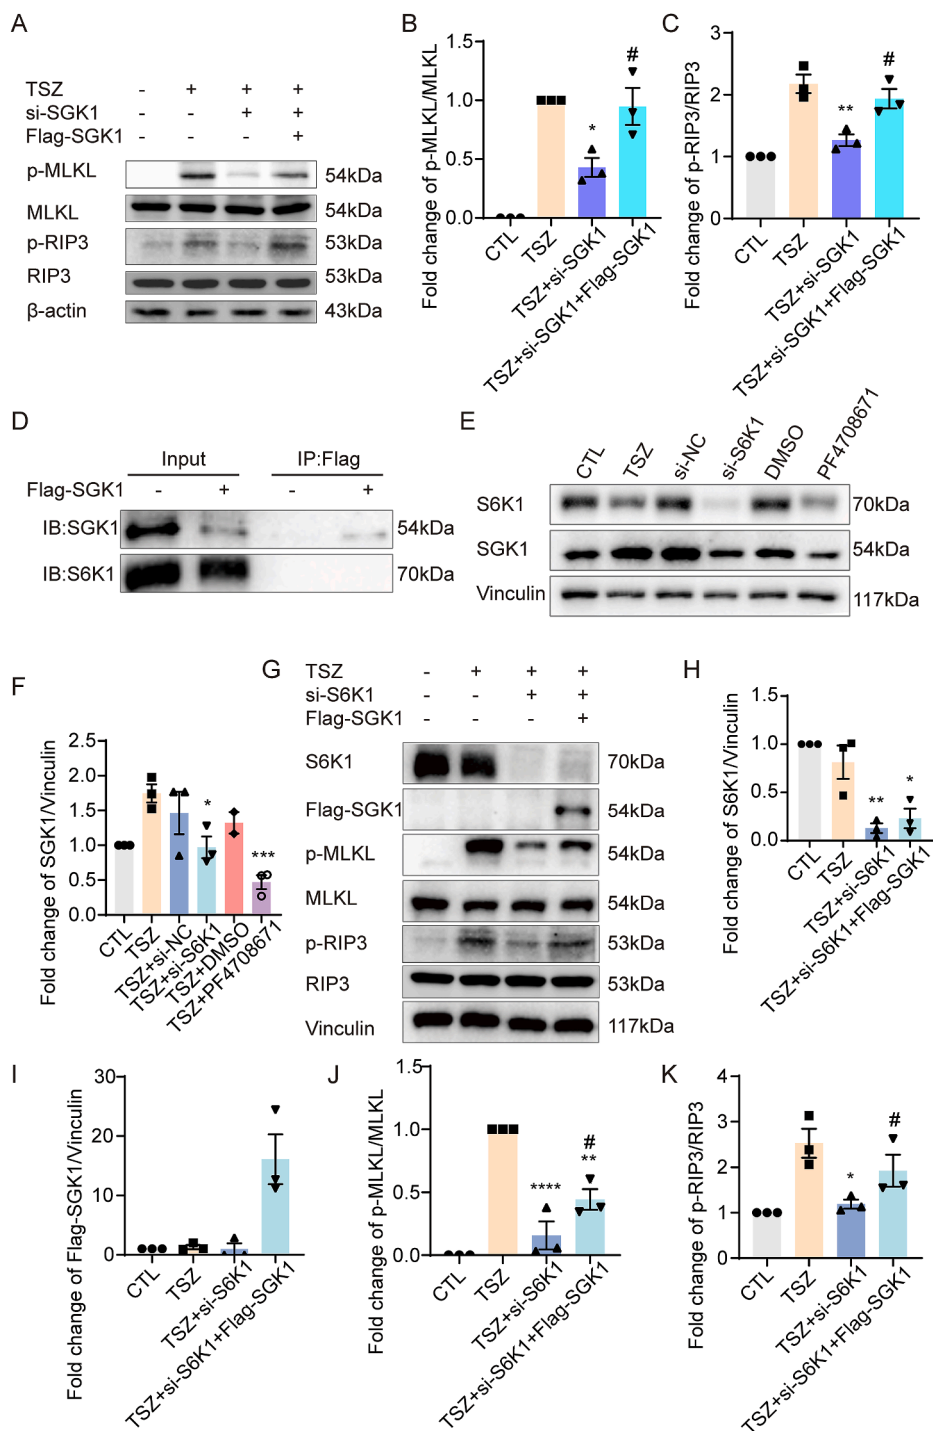 A
TSZ - + + +
si-SGK1 - - + +
Flag-SGK1 - - - +
p-MLKL 54kDa
MLKL 54kDa
p-RIP3 53kDa
RIP3 53kDa
β-actin 43kDa
B
Fold change of p-MLKL/MLKL
1.5
1.0
0.5
0.0
*
#
CTL
TSZ
TSZ+si-SGK1
TSZ+si-SGK1+Flag-SGK1
C
Fold change of p-RIP3/RIP3
3
2
1
0
**
#
CTL
TSZ
TSZ+si-SGK1
TSZ+si-SGK1+Flag-SGK1
D
Input IP:Flag
Flag-SGK1 - + - +
IB:SGK1 54kDa
IB:S6K1 70kDa
E
CTL TSZ si-NC si-S6K1 DMSO PF4708671
S6K1 70kDa
SGK1 54kDa
Vinculin 117kDa
F
Fold change of SGK1/Vinculin
2.5
2.0
1.5
1.0
0.5
0.0
*
***
CTL
TSZ
TSZ+si-NC
TSZ+si-S6K1
TSZ+DMSO
TSZ+PF4708671
G
TSZ - + + +
si-S6K1 - - + +
Flag-SGK1 - - - +
S6K1 70kDa
Flag-SGK1 54kDa
p-MLKL 54kDa
MLKL 54kDa
p-RIP3 53kDa
RIP3 53kDa
Vinculin 117kDa
H
Fold change of S6K1/Vinculin
1.5
1.0
0.5
0.0
**
*
CTL
TSZ
TSZ+si-S6K1
TSZ+si-S6K1+Flag-SGK1
I
Fold change of Flag-SGK1/Vinculin
30
20
10
0
CTL
TSZ
TSZ+si-S6K1
TSZ+si-S6K1+Flag-SGK1
J
Fold change of p-MLKL/MLKL
1.0
0.5
0.0
****
#
**
CTL
TSZ
TSZ+si-S6K1
TSZ+si-S6K1+Flag-SGK1
K
Fold change of p-RIP3/RIP3
4
3
2
1
0
*
#
CTL
TSZ
TSZ+si-S6K1
TSZ+si-S6K1+Flag-SGK1